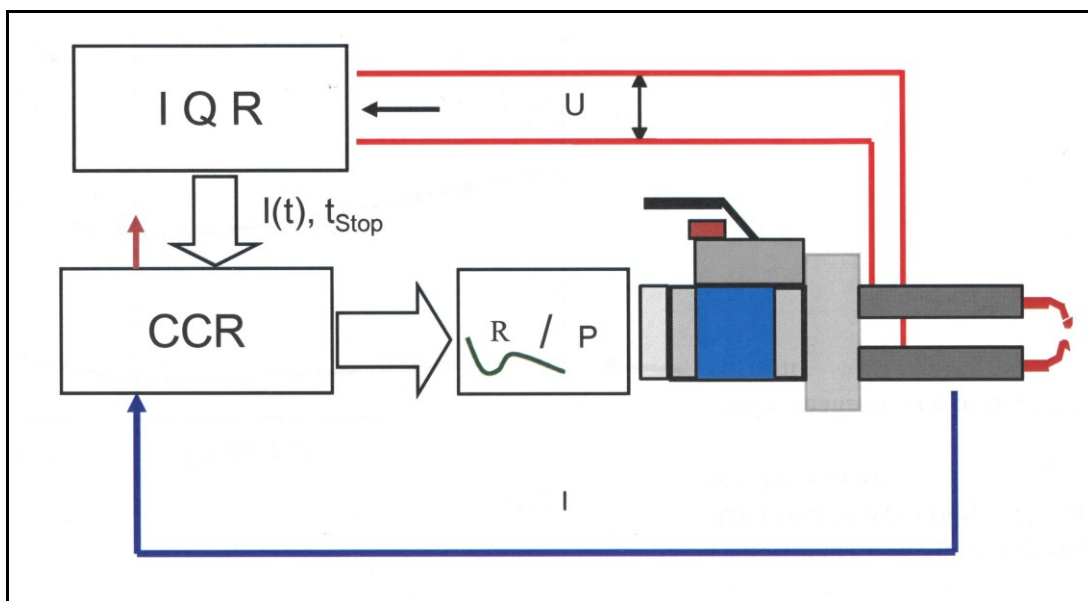 I Q R
U
I(t), tStop
CCR
R / P
I